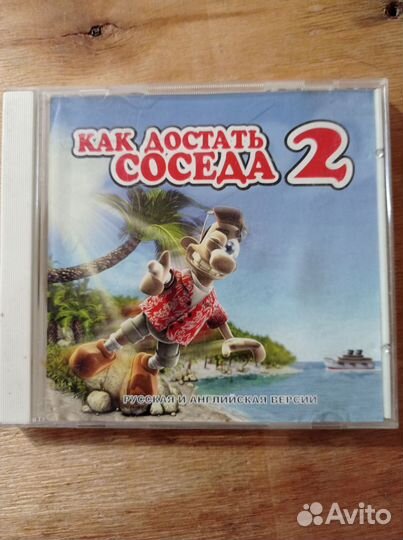 КАК ДОСТАТЬ
СОСЕДА 2
РУССКАЯ И АНГЛИЙСКАЯ ВЕРСИИ
Avito